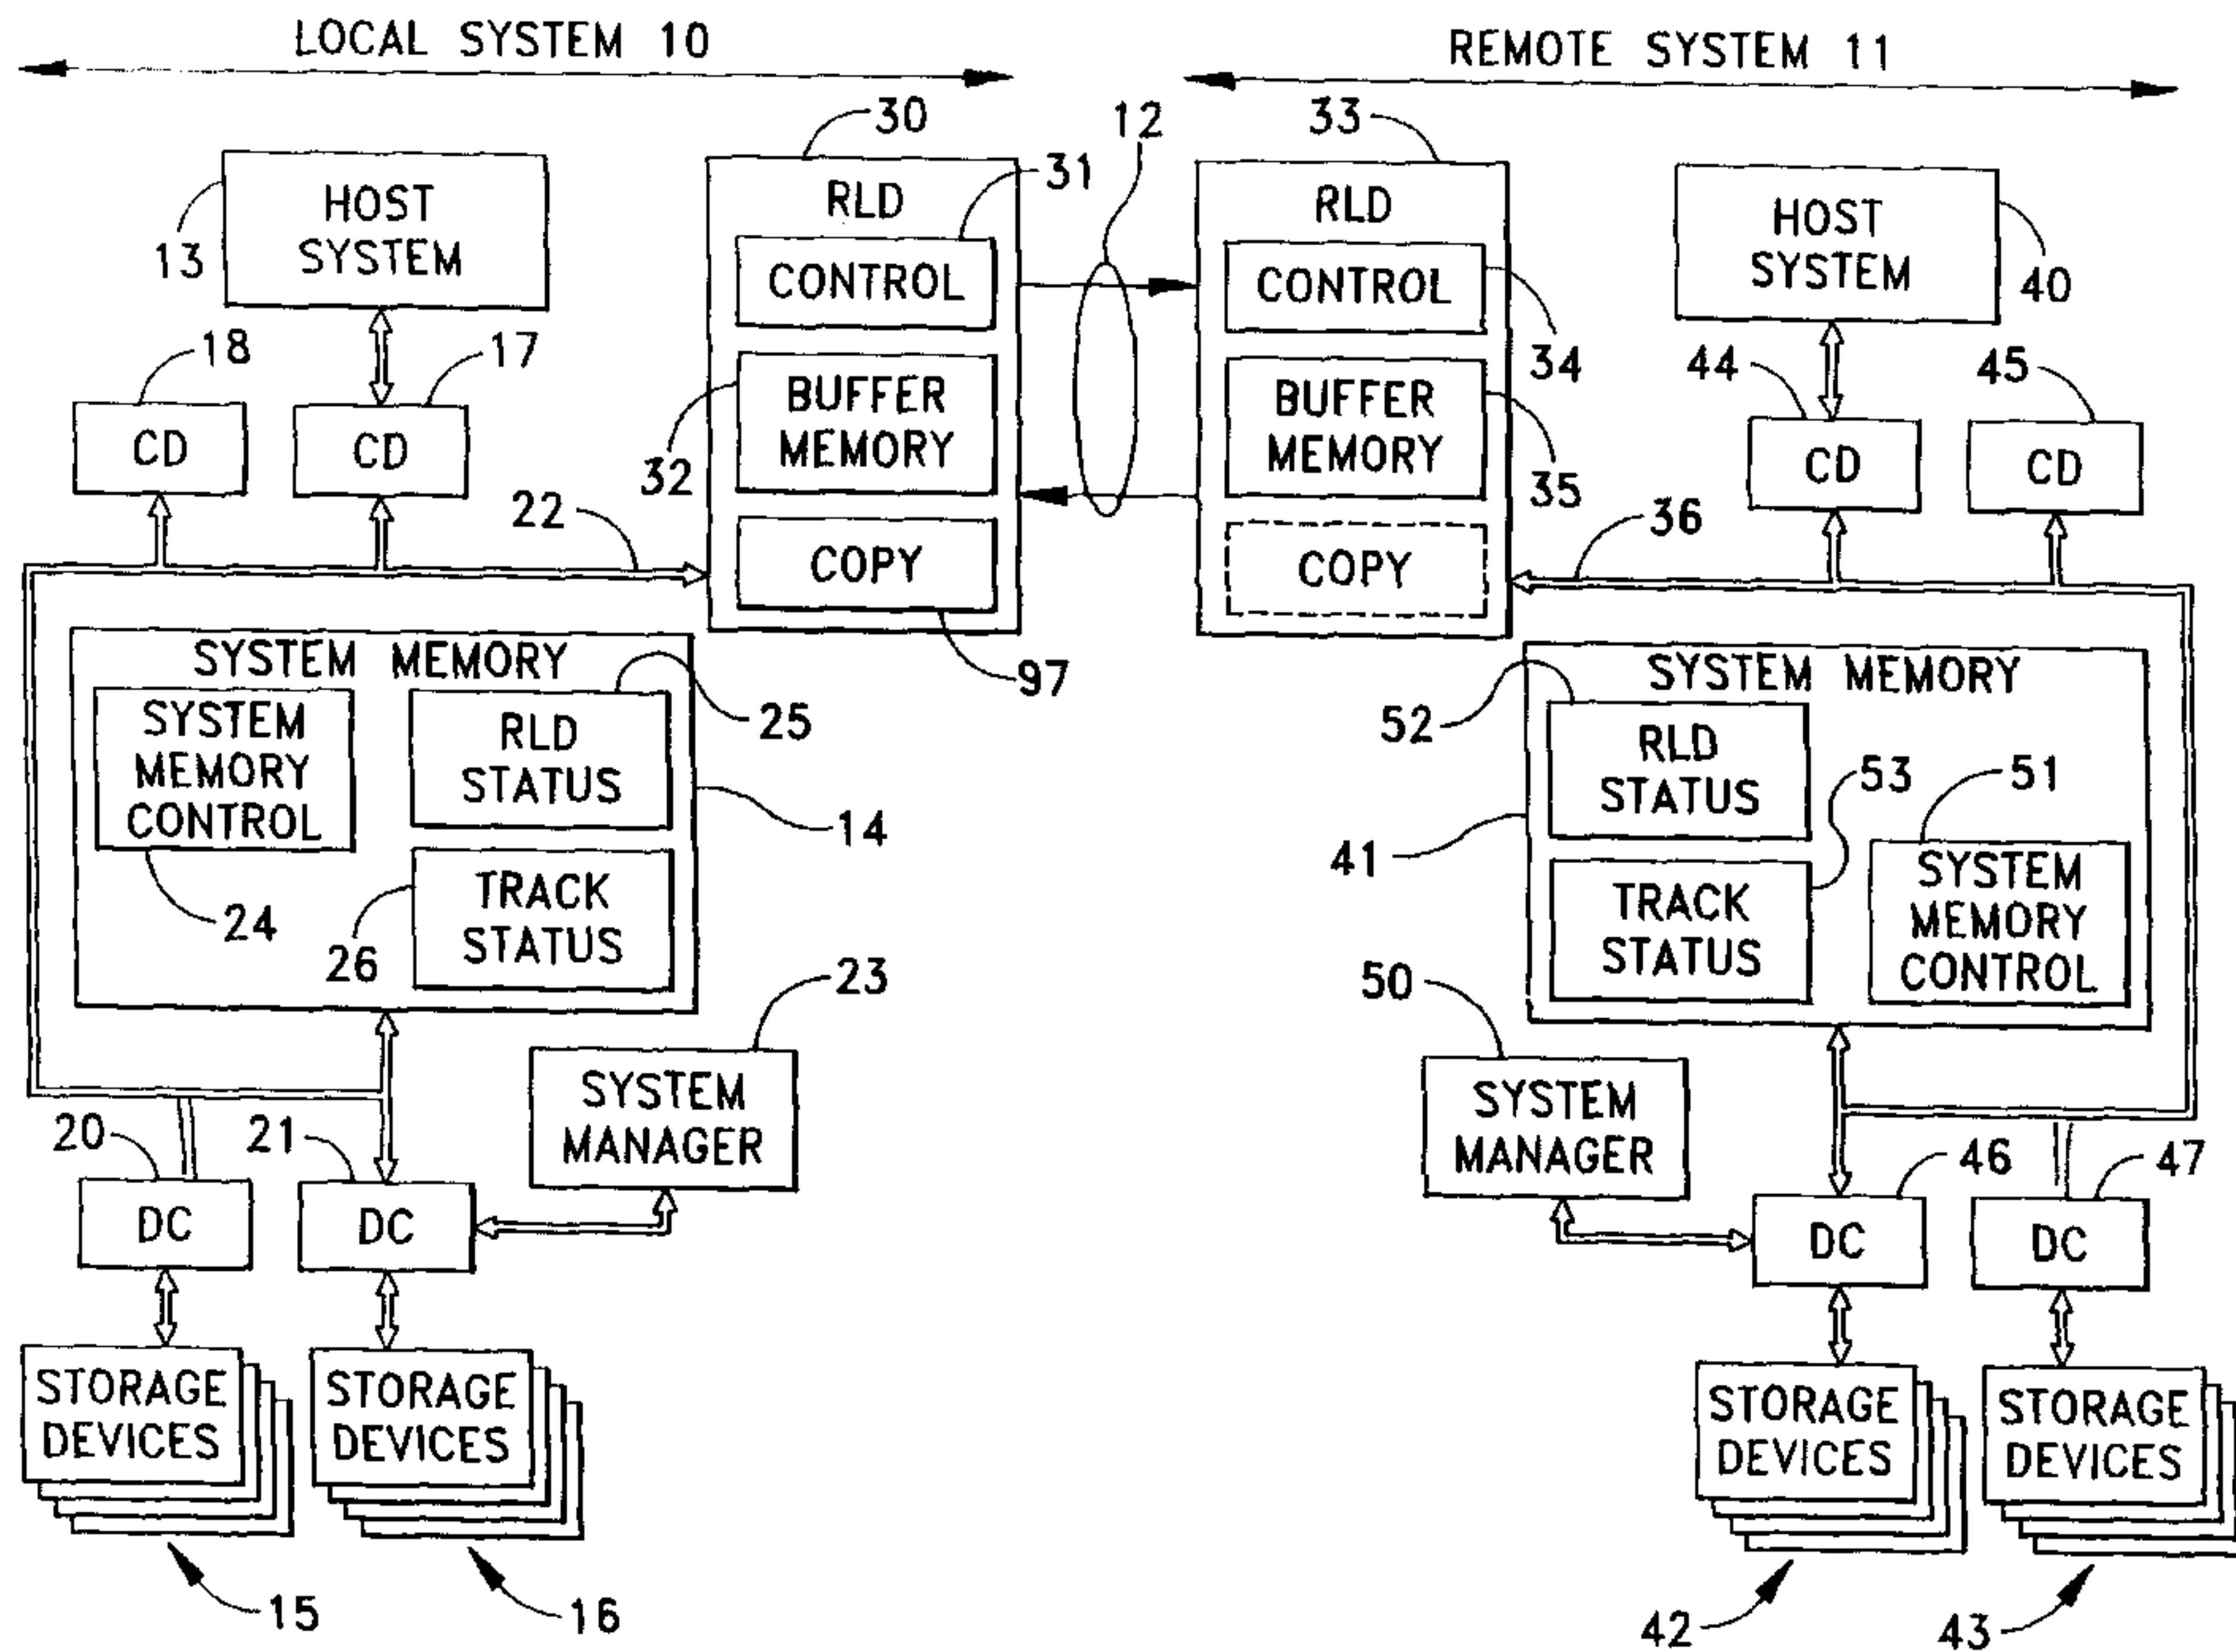 LOCAL SYSTEM 10
REMOTE SYSTEM 11
30
12
33
13
HOST
SYSTEM
RLD
31
CONTROL
RLD
CONTROL
34
HOST
SYSTEM
40
18
17
44
45
CD
CD
32
BUFFER
MEMORY
BUFFER
MEMORY
35
CD
CD
22
COPY
97
COPY
36
SYSTEM MEMORY
SYSTEM
MEMORY
CONTROL
24
RLD
STATUS
25
14
TRACK
STATUS
26
SYSTEM MEMORY
52
RLD
STATUS
53
51
41
TRACK
STATUS
SYSTEM
MEMORY
CONTROL
23
SYSTEM
MANAGER
50
SYSTEM
MANAGER
20
21
DC
DC
46
47
DC
DC
STORAGE
DEVICES
STORAGE
DEVICES
STORAGE
DEVICES
STORAGE
DEVICES
15
16
42
43